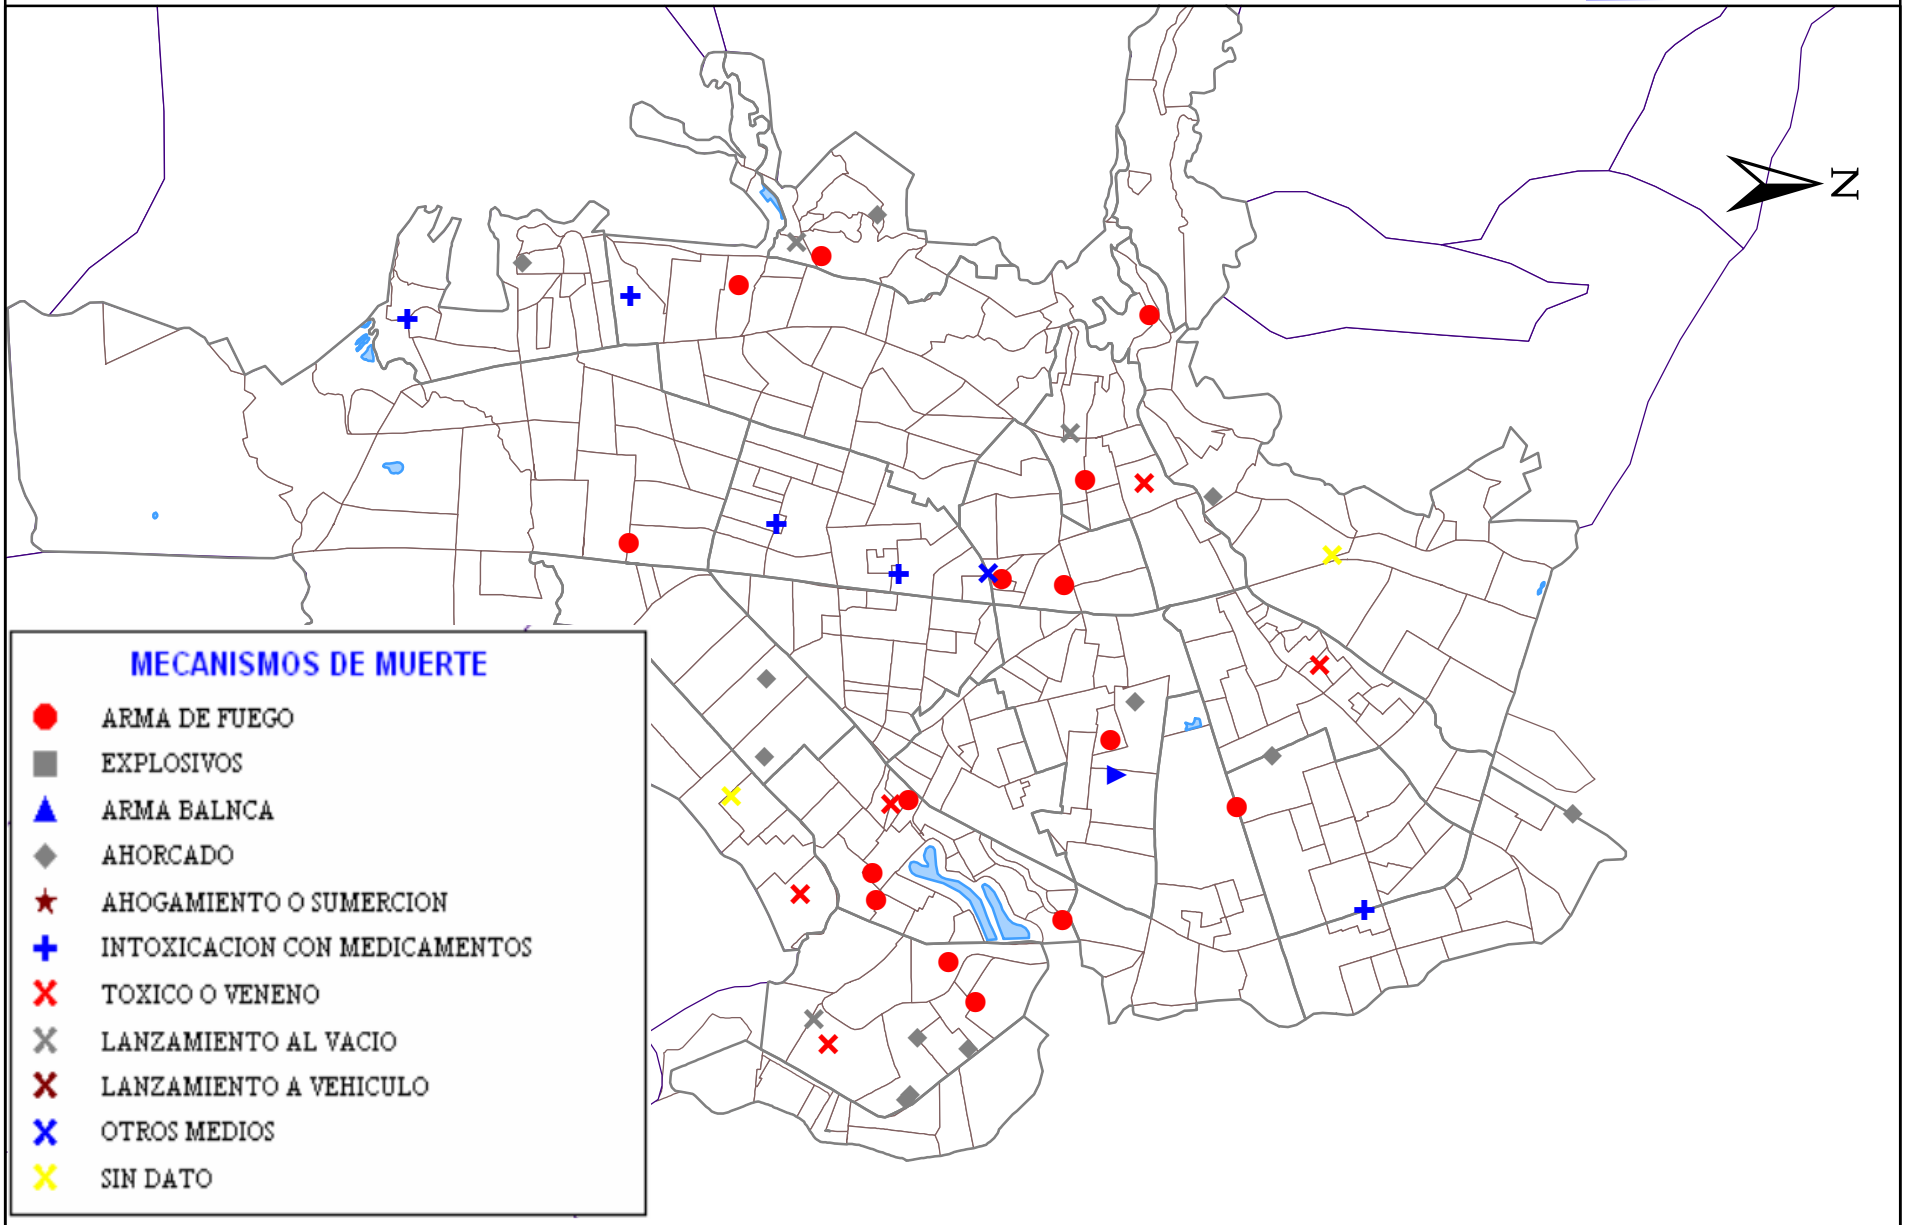 N
MECANISMOS DE MUERTE
ARMA DE FUEGO
EXPLOSIVOS
ARMA BALNCA
AHORCADO
AHOGAMIENTO O SUMERCION
INTOXICACION CON MEDICAMENTOS
TOXICO O VENENO
LANZAMIENTO AL VACIO
LANZAMIENTO A VEHICULO
OTROS MEDIOS
SIN DATO